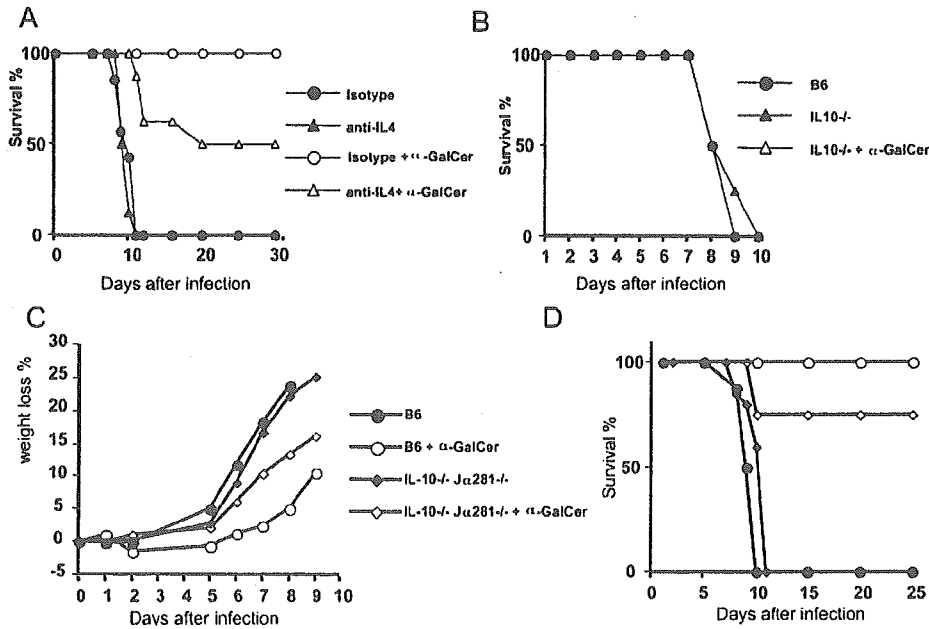 A
Survival %
100
50
0
0 10 20 30
Days after infection
Isotype
anti-IL4
Isotype + α-GalCer
anti-IL4+ α-GalCer
B
Survival %
100
50
0
1 2 3 4 5 6 7 8 9 10
Days after infection
B6
IL10-/-
IL10-/- + α-GalCer
C
weight loss %
30
25
20
15
10
5
0
-5
0 1 2 3 4 5 6 7 8 9 10
Days after infection
B6
B6 + α-GalCer
IL-10-/- Jα281-/-
IL-10-/- Jα281-/- + α-GalCer
D
Survival %
100
50
0
0 5 10 15 20 25
Days after infection